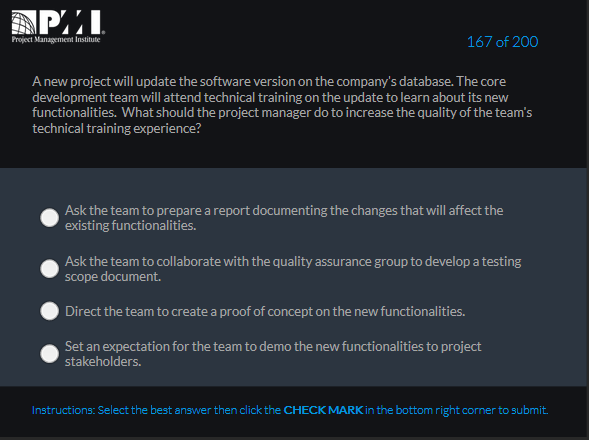 PMI
Project Management Institute
167 of 200
A new project will update the software version on the company's database. The core
development team will attend technical training on the update to learn about its new
functionalities. What should the project manager do to increase the quality of the team's
technical training experience?
Ask the team to prepare a report documenting the changes that will affect the
existing functionalities.
Ask the team to collaborate with the quality assurance group to develop a testing
scope document.
Direct the team to create a proof of concept on the new functionalities.
Set an expectation for the team to demo the new functionalities to project
stakeholders.
Instructions: Select the best answer then click the CHECK MARK in the bottom right corner to submit.